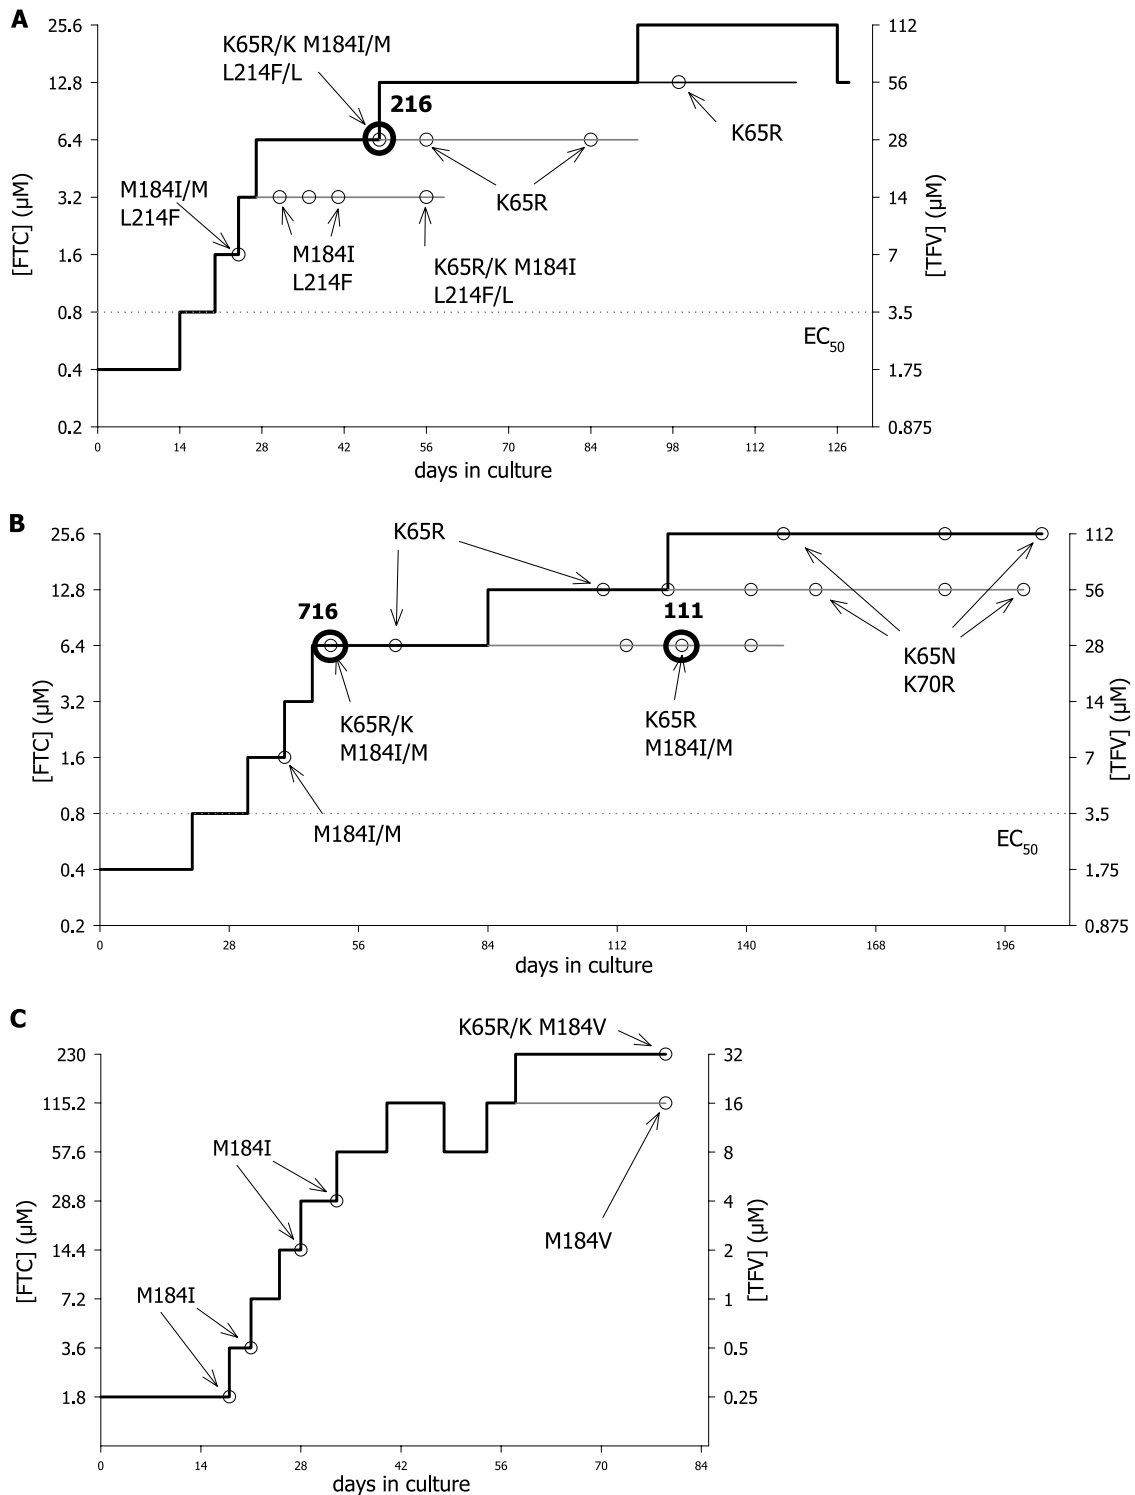 A
25.6
12.8
6.4
3.2
1.6
0.8
0.4
0.2
[FTC] (µM)
112
56
28
14
7
3.5
1.75
0.875
[TFV] (µM)
K65R/K M184I/M
L214F/L
216
K65R
K65R
M184I/M
L214F
M184I
L214F
K65R/K M184I
L214F/L
EC50
0 14 28 42 56 70 84 98 112 126
days in culture
B
25.6
12.8
6.4
3.2
1.6
0.8
0.4
0.2
[FTC] (µM)
112
56
28
14
7
3.5
1.75
0.875
[TFV] (µM)
K65R
716
111
K65N
K70R
K65R/K
M184I/M
K65R
M184I/M
M184I/M
EC50
0 28 56 84 112 140 168 196
days in culture
C
230
115.2
57.6
28.8
14.4
7.2
3.6
1.8
[FTC] (µM)
32
16
8
4
2
1
0.5
0.25
[TFV] (µM)
K65R/K M184V
M184I
M184V
M184I
0 14 28 42 56 70 84
days in culture